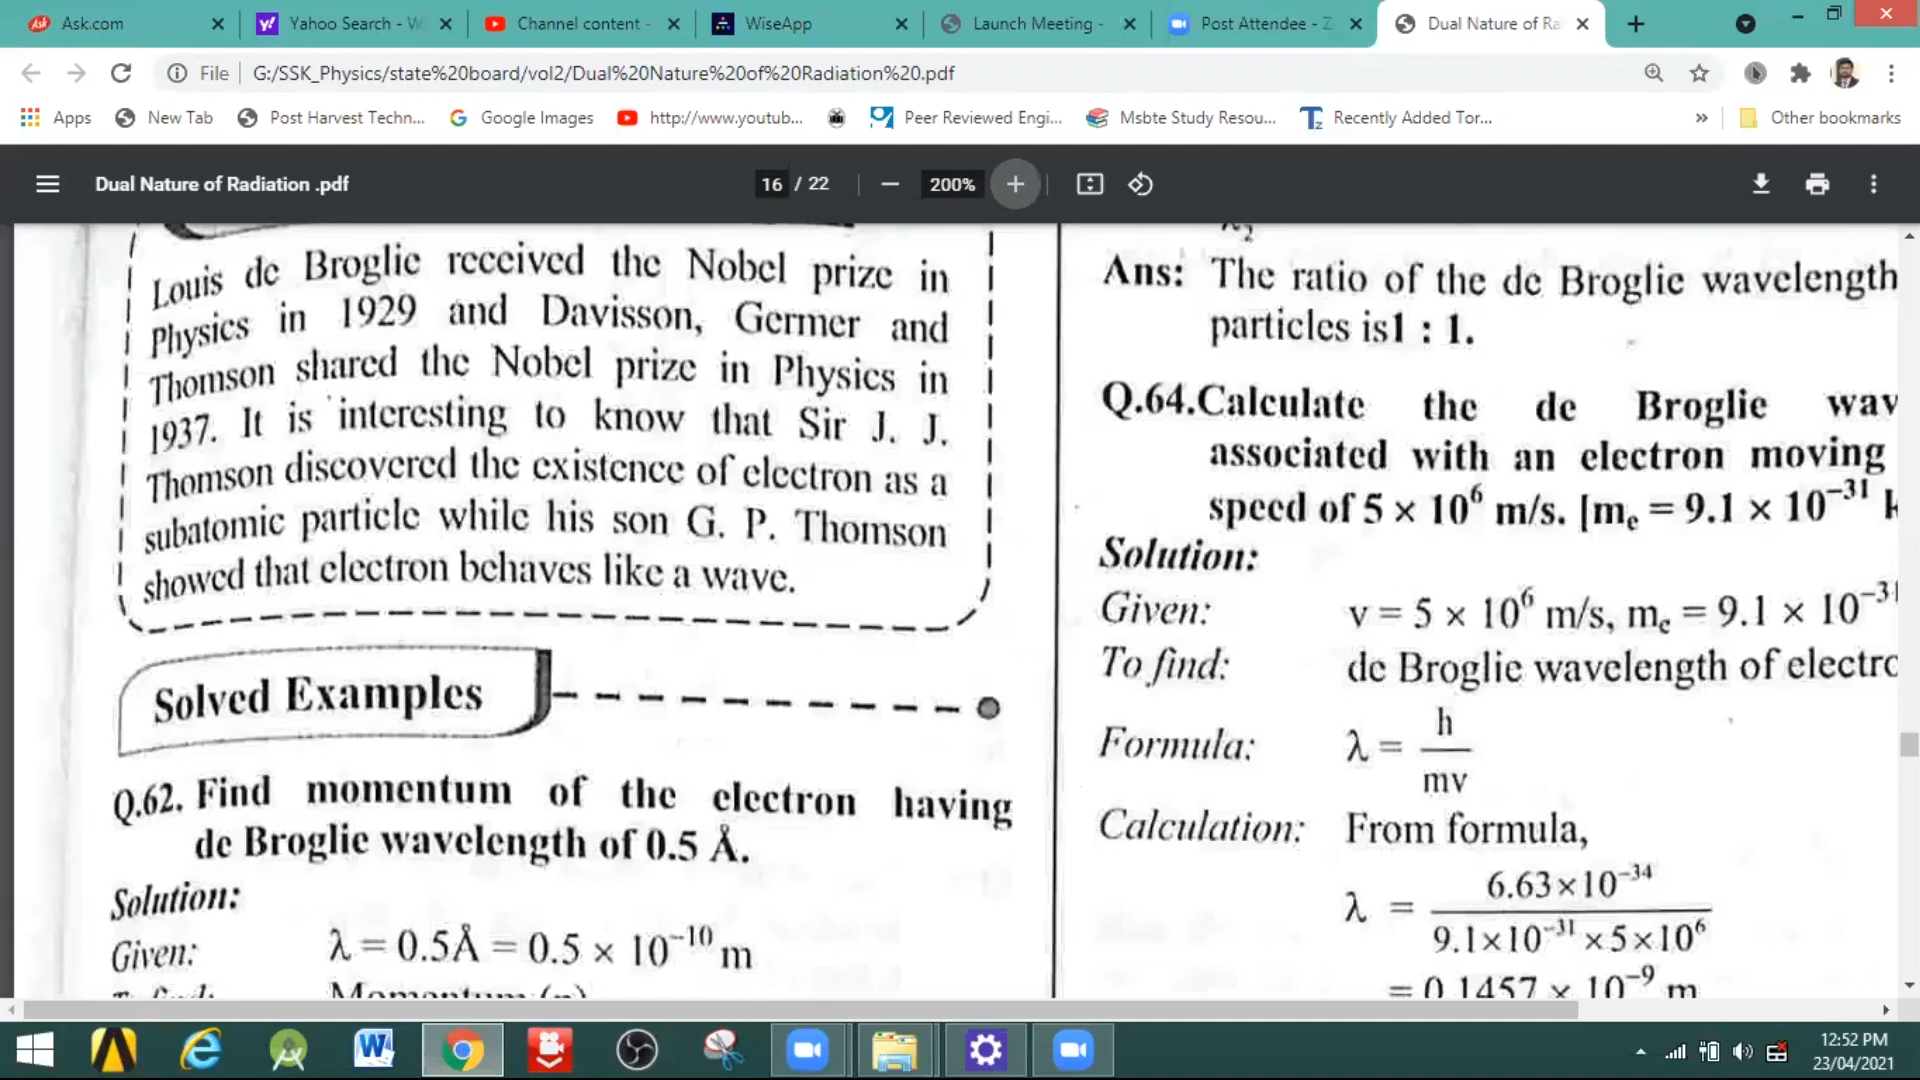 Ask.com
Yahoo Search - W
Channel content -
WiseApp
Launch Meeting -
Post Attendee - Z
Dual Nature of Ra
File
G:/SSK_Physics/state%20board/vol2/Dual%20Nature%20of%20Radiation%20.pdf
Apps
New Tab
Post Harvest Techn...
Google Images
http://www.youtub...
Peer Reviewed Engi...
Msbte Study Resou...
Recently Added Tor...
»
Other bookmarks
Dual Nature of Radiation .pdf
16 / 22
200%
Louis de Broglie received the Nobel prize in
Physics in 1929 and Davisson, Germer and
Thomson shared the Nobel prize in Physics in
1937. It is interesting to know that Sir J. J.
Thomson discovered the existence of electron as a
subatomic particle while his son G. P. Thomson
showed that electron behaves like a wave.
Solved Examples
Q.62. Find momentum of the electron having
de Broglie wavelength of 0.5 Å.
Solution:
Given: λ = 0.5Å = 0.5 × 10⁻¹⁰ m
Momentum (p)
Ans: The ratio of the de Broglie wavelength
particles is1 : 1.
Q.64.Calculate the de Broglie wav
associated with an electron moving
speed of 5 × 10⁶ m/s. [mₑ = 9.1 × 10⁻³¹ k
Solution:
Given: v = 5 × 10⁶ m/s, mₑ = 9.1 × 10⁻³¹
To find: de Broglie wavelength of electro
Formula: λ = h
mv
Calculation: From formula,
λ = 6.63×10⁻³⁴
9.1×10⁻³¹ ×5×10⁶
= 0.1457 × 10⁻⁹ m
12:52 PM
23/04/2021